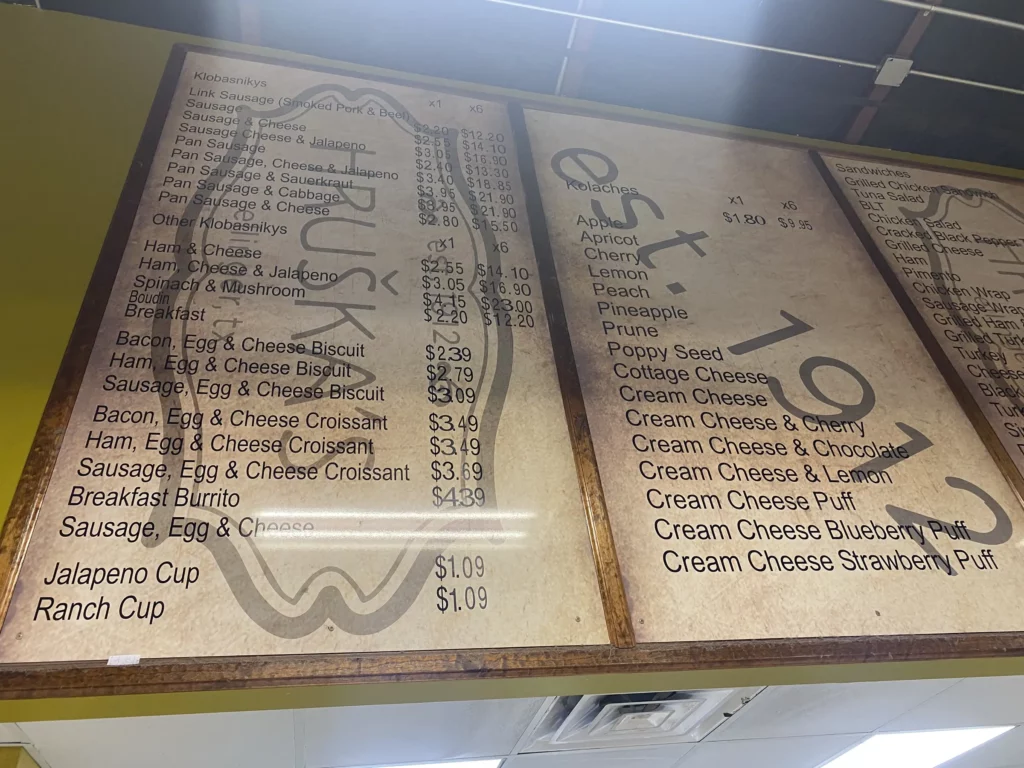 Klobasnikys x1 x6
Link Sausage (Smoked Pork & Beef)
Sausage $2.20 $12.20
Sausage & Cheese $14.10
Sausage Cheese & Jalapeno $3.05 $16.90
Pan Sausage $2.40 $13.30
Pan Sausage, Cheese & Jalapeno $3.40 $18.85
Pan Sausage & Sauerkraut $3.95 $21.90
Pan Sausage & Cabbage $3.95 $21.90
Pan Sausage & Cheese $2.80 $15.50
Other Klobasnikys x1 x6
Ham & Cheese $2.55 $14.10
Ham, Cheese & Jalapeno $3.05 $16.90
Spinach & Mushroom $4.15 $23.00
Boudin $2.20 $12.20
Breakfast
Bacon, Egg & Cheese Biscuit $2.39
Ham, Egg & Cheese Biscuit $2.79
Sausage, Egg & Cheese Biscuit $3.09
Bacon, Egg & Cheese Croissant $3.49
Ham, Egg & Cheese Croissant $3.49
Sausage, Egg & Cheese Croissant $3.69
Breakfast Burrito $4.39
Sausage, Egg & Cheese
Jalapeno Cup $1.09
Ranch Cup $1.09
HRUŠKA'S
est. 1912
Kolaches x1 x6
$1.80 $9.95
Apple
Apricot
Cherry
Lemon
Peach
Pineapple
Prune
Poppy Seed
Cottage Cheese
Cream Cheese
Cream Cheese & Cherry
Cream Cheese & Chocolate
Cream Cheese & Lemon
Cream Cheese Puff
Cream Cheese Blueberry Puff
Cream Cheese Strawberry Puff
Sandwiches
Grilled Chicken Sandwich
Tuna Salad
BLT
Chicken Salad
Cracked Black Pepper
Grilled Cheese
Ham
Pimento
Chicken Wrap
Sausage Wrap
Grilled Ham
Grilled
Turkey